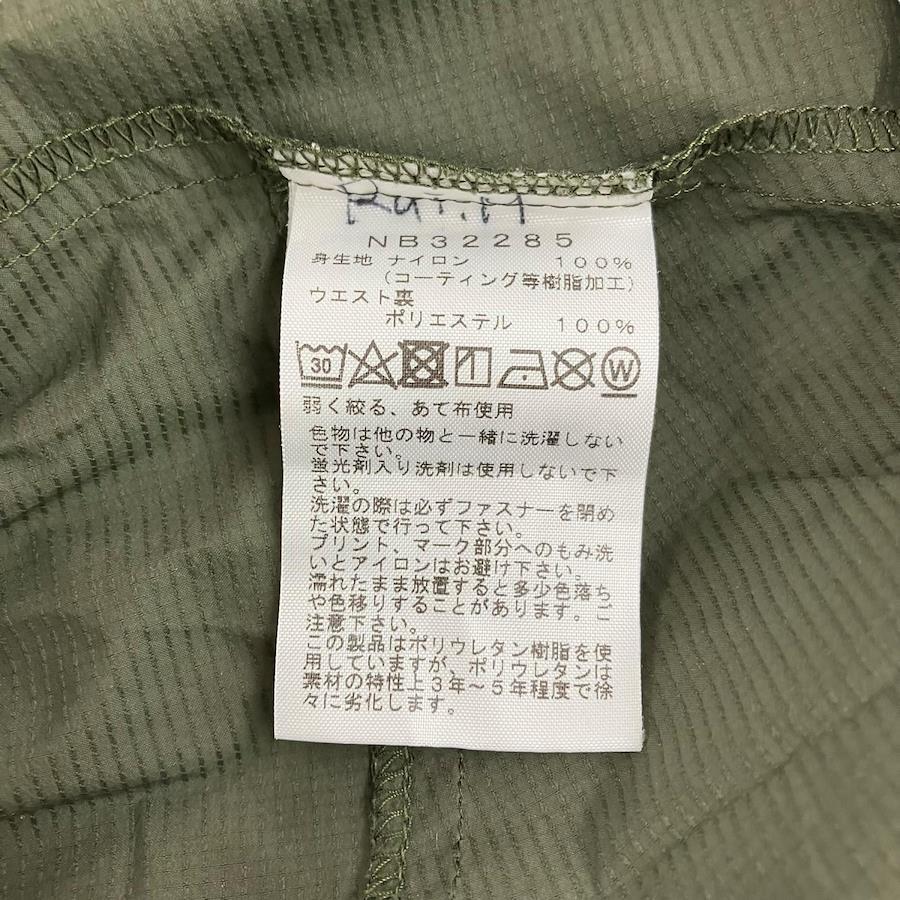 Rui.M
NB32285
身生地 ナイロン 100%
(コーティング等樹脂加工)
ウエスト裏
ポリエステル 100%
30 W
弱く絞る、あて布使用
色物は他の物と一緒に洗濯しない
で下さい。
蛍光剤入り洗剤は使用しないで下
さい。
洗濯の際は必ずファスナーを閉め
た状態で行って下さい。
プリント、マーク部分へのもみ洗
いとアイロンはお避け下さい。
濡れたまま放置すると多少色落ち
や色移りすることがあります。ご
注意下さい。
この製品はポリウレタン樹脂を使
用していますが、ポリウレタンは
素材の特性上3年～5年程度で徐
々に劣化します。